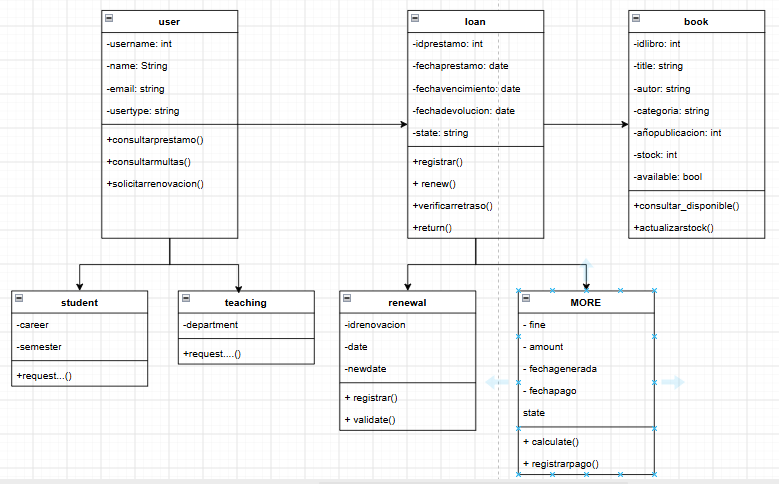 user
-username: int
-name: String
-email: string
-usertype: string
+consultarprestamo()
+consultarmultas()
+solicitarrenovacion()
loan
-idprestamo: int
-fechaprestamo: date
-fechavencimiento: date
-fechadevolucion: date
-state: string
+registrar()
+ renew()
+verificarretraso()
+return()
book
-idlibro: int
-title: string
-autor: string
-categoria: string
-añopublicacion: int
-stock: int
-available: bool
+consultar_disponible()
+actualizarstock()
student
-career
-semester
+request...()
teaching
-department
+request....()
renewal
-idrenovacion
-date
-newdate
+ registrar()
+ validate()
MORE
- fine
- amount
- fechagenerada
- fechapago
state
+ calculate()
+ registrarpago()